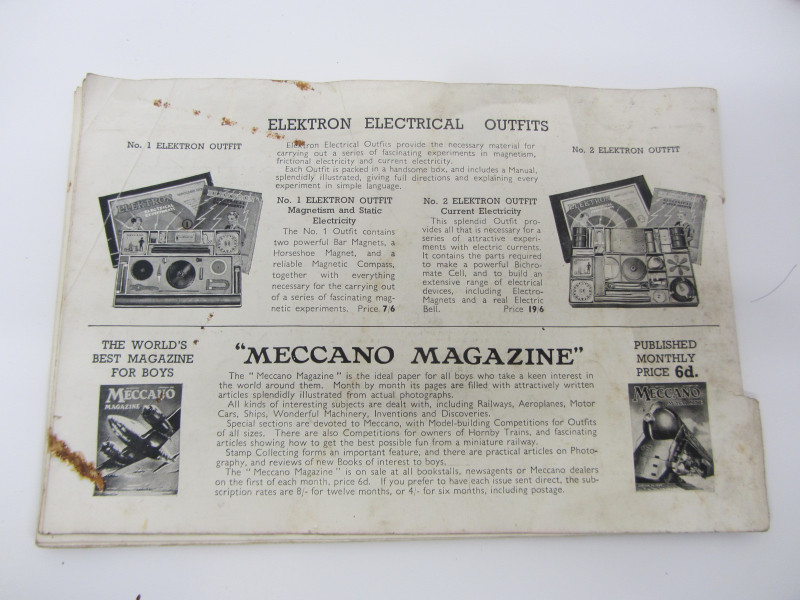 ELEKTRON ELECTRICAL OUTFITS
No. 1 ELEKTRON OUTFIT
Elektron Electrical Outfits provide the necessary material for
carrying out a series of fascinating experiments in magnetism,
frictional electricity and current electricity.
Each Outfit is packed in a handsome box, and includes a Manual,
splendidly illustrated, giving full directions and explaining every
experiment in simple language.
No. 2 ELEKTRON OUTFIT
No. 1 ELEKTRON OUTFIT
Magnetism and Static
Electricity
The No. 1 Outfit contains
two powerful Bar Magnets, a
Horseshoe Magnet, and a
reliable Magnetic Compass,
together with everything
necessary for the carrying out
of a series of fascinating mag-
netic experiments. Price 7/6
No. 2 ELEKTRON OUTFIT
Current Electricity
This splendid Outfit pro-
vides all that is necessary for a
series of attractive experi-
ments with electric currents.
It contains the parts required
to make a powerful Bichro-
mate Cell, and to build an
extensive range of electrical
devices, including Electro-
Magnets and a real Electric
Bell. Price 19/6
ELEKTRON
ELEKTRON
THE WORLD'S
BEST MAGAZINE
FOR BOYS
MECCANO
MAGAZINE
"MECCANO MAGAZINE"
The "Meccano Magazine" is the ideal paper for all boys who take a keen interest in
the world around them. Month by month its pages are filled with attractively written
articles splendidly illustrated from actual photographs.
All kinds of interesting subjects are dealt with, including Railways, Aeroplanes, Motor
Cars, Ships, Wonderful Machinery, Inventions and Discoveries.
Special sections are devoted to Meccano, with Model-building Competitions for Outfits
of all sizes. There are also Competitions for owners of Hornby Trains, and fascinating
articles showing how to get the best possible fun from a miniature railway.
Stamp Collecting forms an important feature, and there are practical articles on Photo-
graphy, and reviews of new Books of interest to boys.
The "Meccano Magazine" is on sale at all bookstalls, newsagents or Meccano dealers
on the first of each month, price 6d. If you prefer to have each issue sent direct, the sub-
scription rates are 8/- for twelve months, or 4/- for six months, including postage.
PUBLISHED
MONTHLY
PRICE 6d.
MECCANO